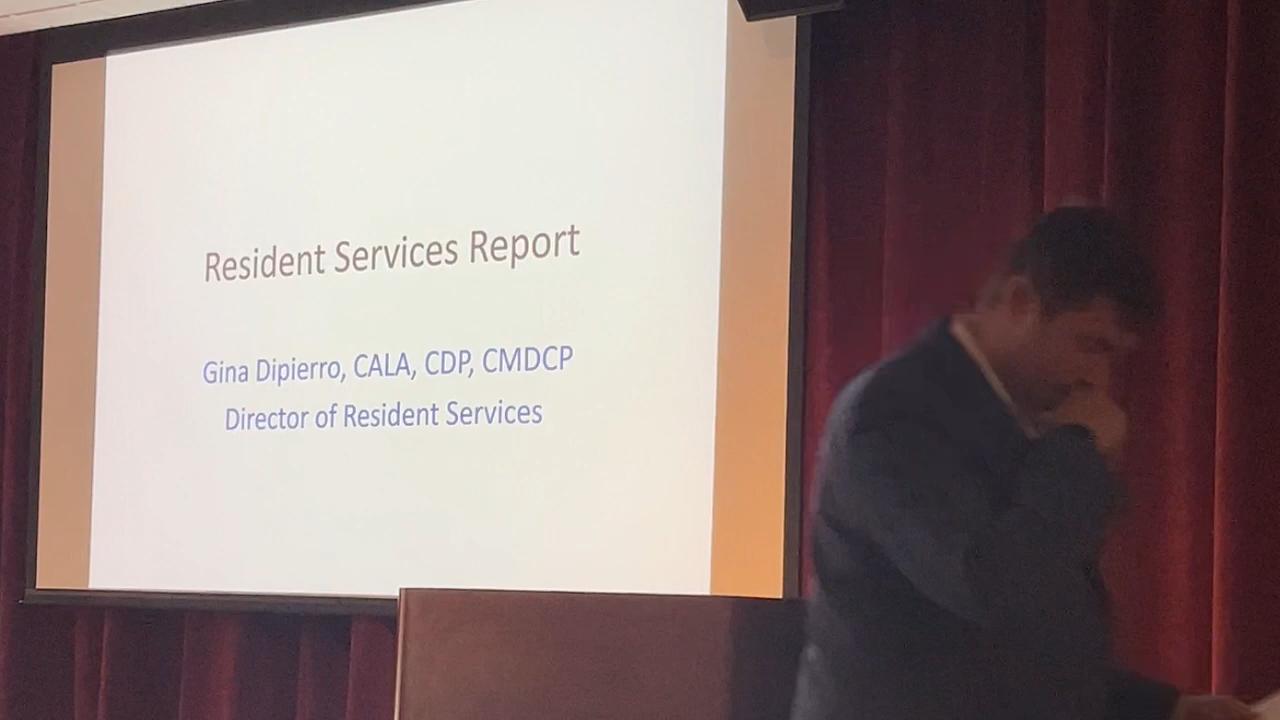 Resident Services Report
Gina Dipierro, CALA, CDP, CMDCP
Director of Resident Services